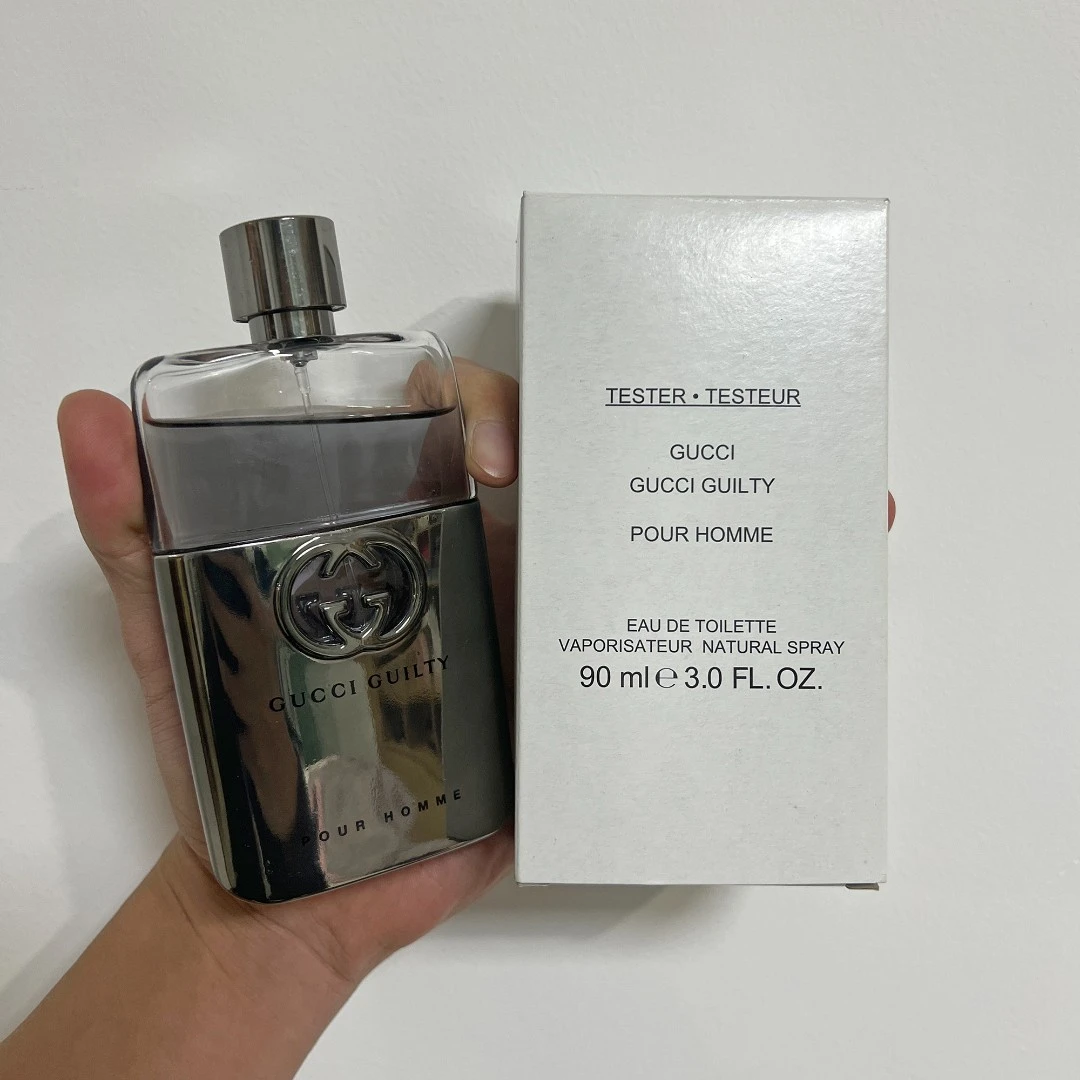 GUCCI GUILTY
POUR HOMME
TESTER • TESTEUR
GUCCI
GUCCI GUILTY
POUR HOMME
EAU DE TOILETTE
VAPORISATEUR NATURAL SPRAY
90 ml ℮ 3.0 FL. OZ.